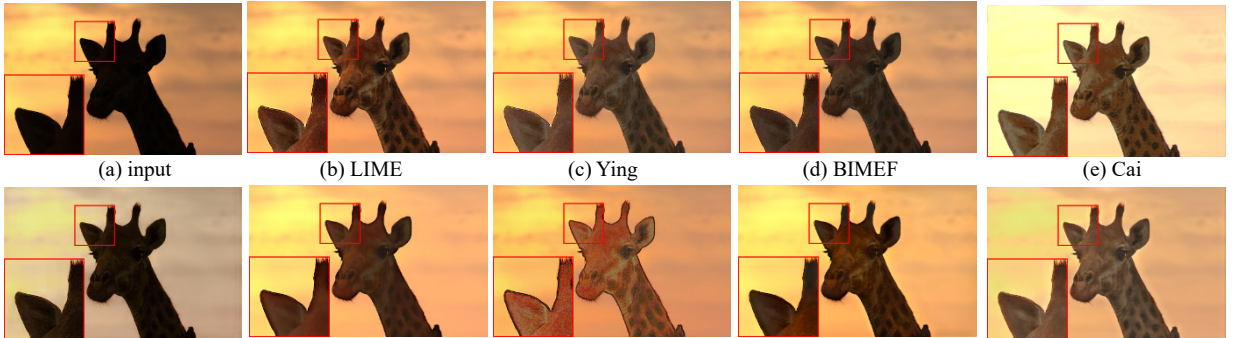 (a) input
(b) LIME
(c) Ying
(d) BIMEF
(e) Cai